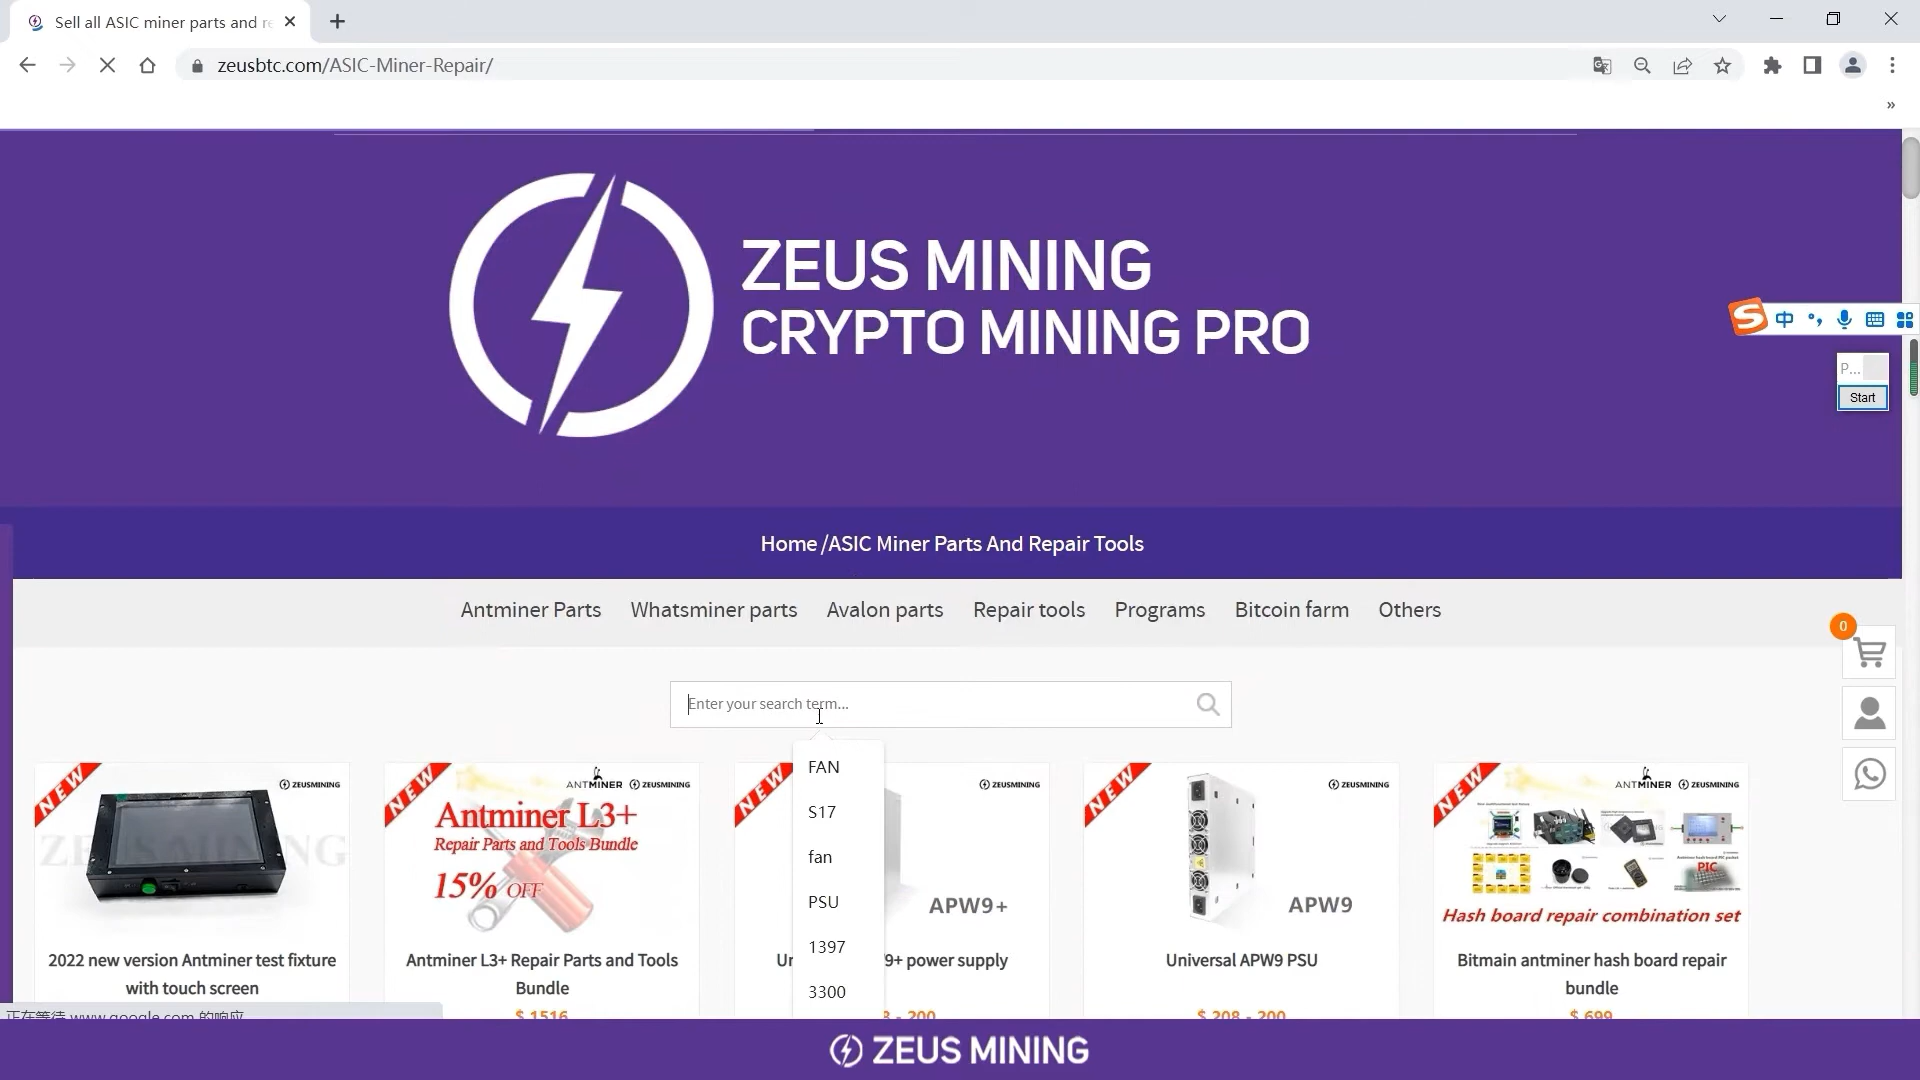 Sell all ASIC miner parts and re
zeusbtc.com/ASIC-Miner-Repair/
ZEUS MINING
CRYPTO MINING PRO
中
P...
Start
Home /ASIC Miner Parts And Repair Tools
Antminer Parts Whatsminer parts Avalon parts Repair tools Programs Bitcoin farm Others
0
Enter your search term...
FAN
S17
fan
PSU
1397
3300
NEW
ZEUSMINING
ZEUSMINING
2022 new version Antminer test fixture
with touch screen
NEW
ANTMINER ZEUSMINING
Antminer L3+
Repair Parts and Tools Bundle
15% OFF
Antminer L3+ Repair Parts and Tools
Bundle
$ 1516
NEW
ZEUSMINING
APW9+
9+ power supply
- 200
NEW
ZEUSMINING
APW9
Universal APW9 PSU
$ 208 - 200
NEW
ANTMINER ZEUSMINING
PIC
Hash board repair combination set
Bitmain antminer hash board repair
bundle
$ 699
正在等待 www.google.com 的响应
ZEUS MINING